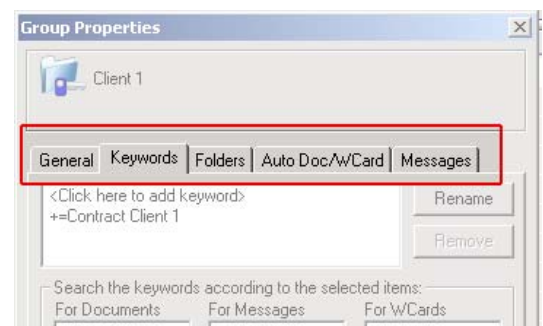 Group Properties
Client 1
General Keywords Folders Auto Doc/WCard Messages
<Click here to add keyword>
Rename
+=Contract Client 1
Remove
Search the keywords according to the selected items:
For Documents For Messages For WCards